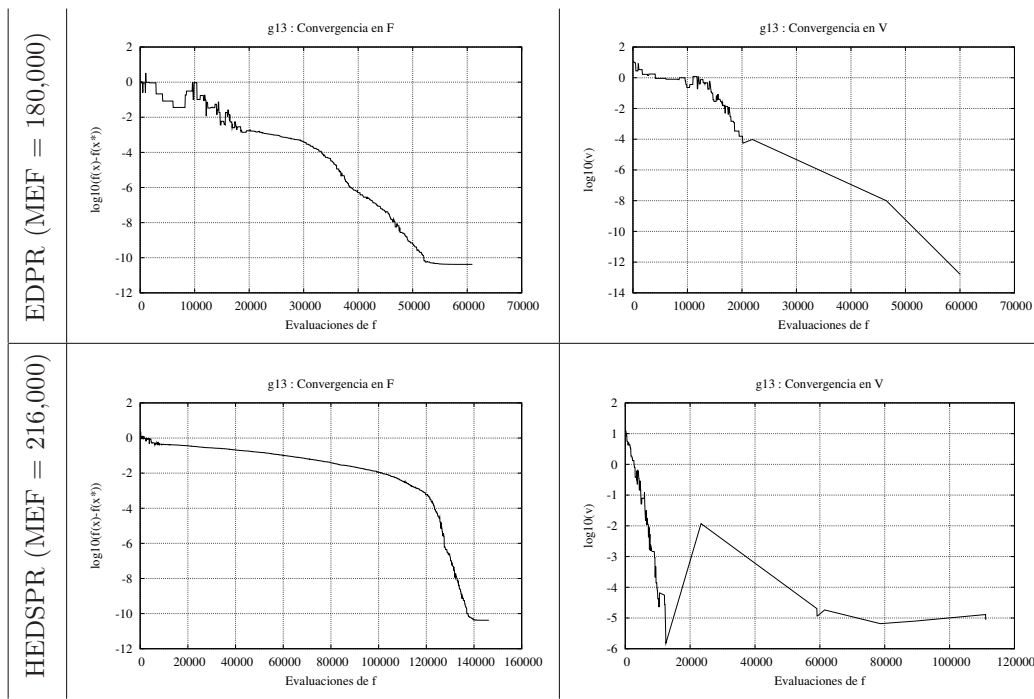 EDPR (MEF = 180,000)
g13 : Convergencia en F
log10(f(x)-f(x*))
2
0
-2
-4
-6
-8
-10
-12
0 10000 20000 30000 40000 50000 60000 70000
Evaluaciones de f
g13 : Convergencia en V
log10(v)
2
0
-2
-4
-6
-8
-10
-12
-14
0 10000 20000 30000 40000 50000 60000 70000
Evaluaciones de f
HEDSPR (MEF = 216,000)
g13 : Convergencia en F
log10(f(x)-f(x*))
2
0
-2
-4
-6
-8
-10
-12
0 20000 40000 60000 80000 100000 120000 140000 160000
Evaluaciones de f
g13 : Convergencia en V
log10(v)
2
1
0
-1
-2
-3
-4
-5
-6
0 20000 40000 60000 80000 100000 120000
Evaluaciones de f